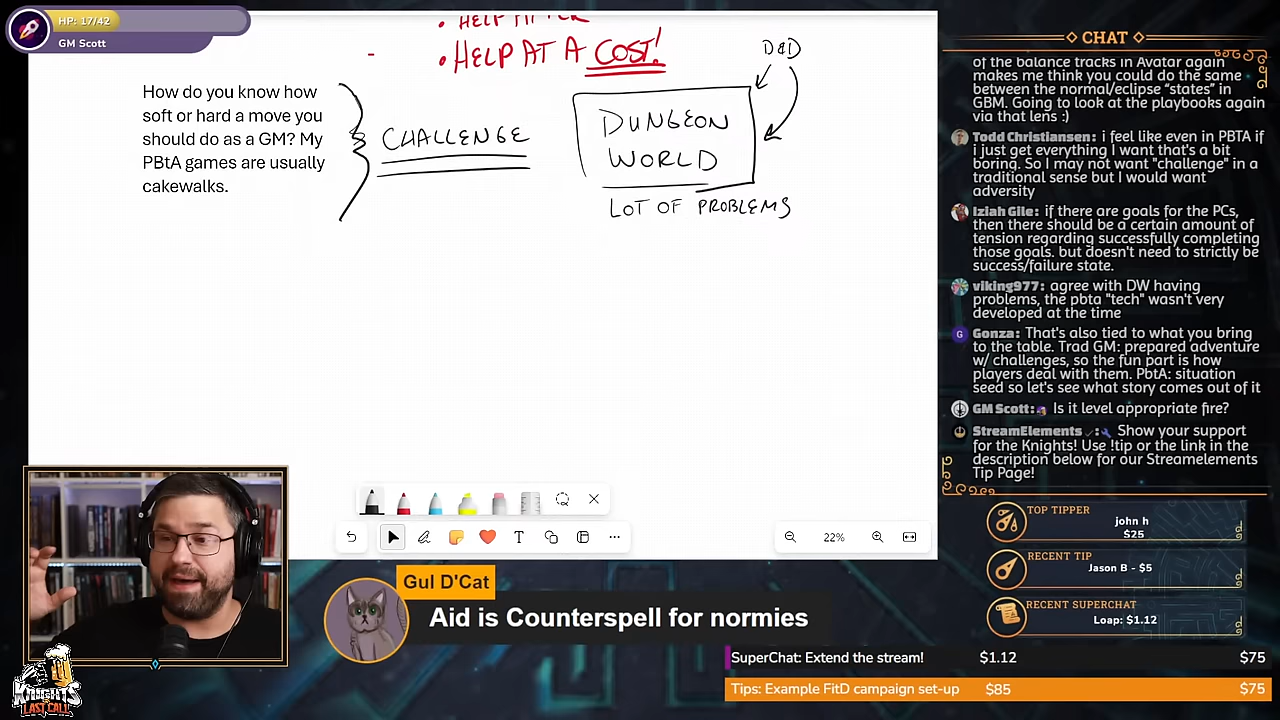 HP: 17/42
GM Scott
• HELP AFTER
• HELP AT A COST!
How do you know how
soft or hard a move you
should do as a GM? My
PBtA games are usually
cakewalks.
CHALLENGE
D&D
DUNGEON
WORLD
LOT OF PROBLEMS
22%
CHAT
of the balance tracks in Avatar again
makes me think you could do the same
between the normal/eclipse “states” in
GBM. Going to look at the playbooks again
via that lens :)
Todd Christiansen: i feel like even in PBTA if
i just get everything I want that's a bit
boring. So I may not want "challenge" in a
traditional sense but I would want
adversity
Iziah Gile: if there are goals for the PCs,
then there should be a certain amount of
tension regarding successfully completing
those goals. but doesn't need to strictly be
success/failure state.
viking977: agree with DW having
problems, the pbta "tech" wasn't very
developed at the time
Gonza: That's also tied to what you bring
to the table. Trad GM: prepared adventure
w/ challenges, so the fun part is how
players deal with them. PbtA: situation
seed so let's see what story comes out of it
GM Scott: Is it level appropriate fire?
StreamElements: Show your support
for the Knights! Use !tip or the link in the
description below for our Streamelements
Tip Page!
TOP TIPPER
john h
$25
RECENT TIP
Jason B - $5
RECENT SUPERCHAT
Loap: $1.12
Gul D'Cat
Aid is Counterspell for normies
SuperChat: Extend the stream! $1.12 $75
Tips: Example FitD campaign set-up $85 $75
KNIGHTS
LAST CALL